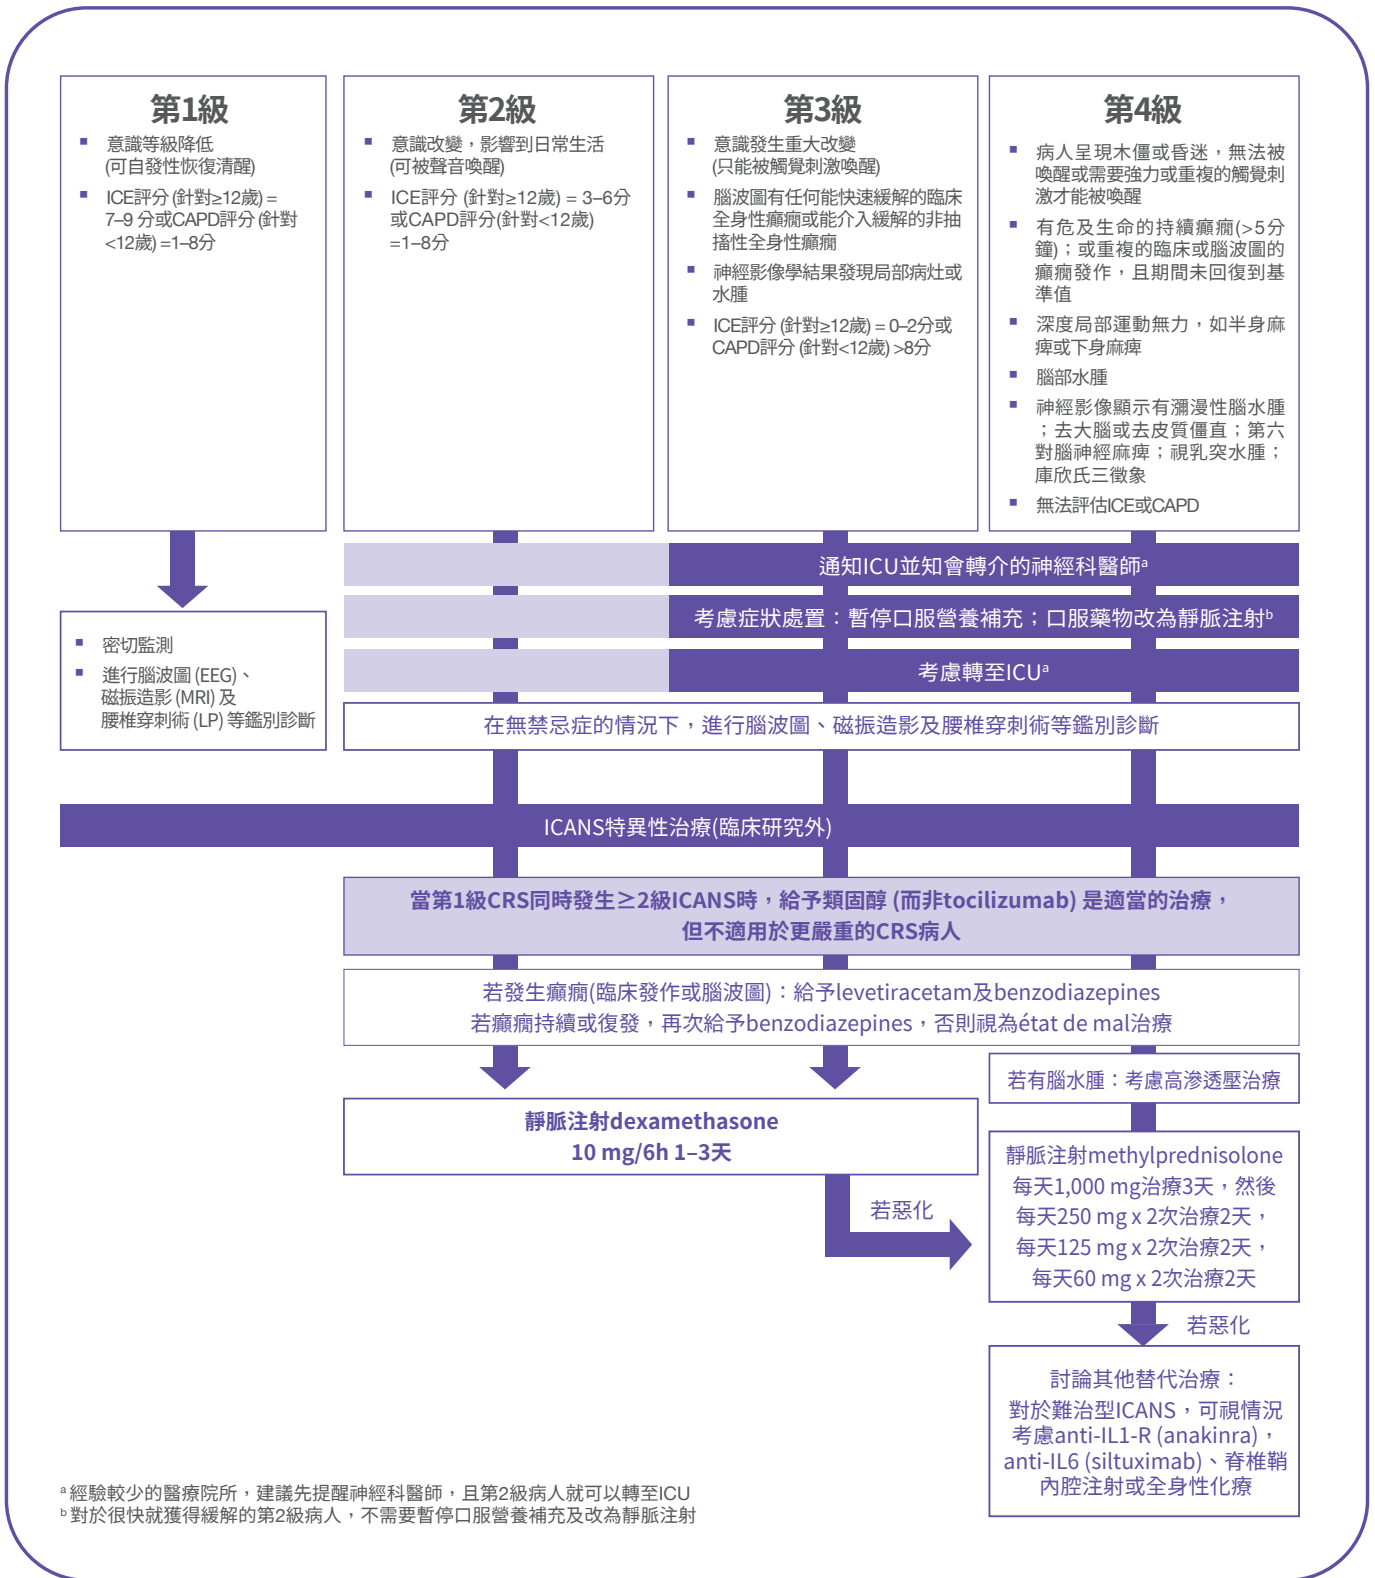 第1級
■ 意識等級降低
(可自發性恢復清醒)
■ ICE評分 (針對≥12歲) =
7–9 分或CAPD評分 (針對
<12歲) =1–8分
第2級
■ 意識改變，影響到日常生活
(可被聲音喚醒)
■ ICE評分 (針對≥12歲) = 3–6分
或CAPD評分(針對<12歲)
=1–8分
第3級
■ 意識發生重大改變
(只能被觸覺刺激喚醒)
■ 腦波圖有任何能快速緩解的臨床
全身性癲癇或能介入緩解的非抽
搐性全身性癲癇
■ 神經影像學結果發現局部病灶或
水腫
■ ICE評分 (針對≥12歲) = 0–2分或
CAPD評分 (針對<12歲) >8分
第4級
■ 病人呈現木僵或昏迷，無法被
喚醒或需要強力或重複的觸覺刺
激才能被喚醒
■ 有危及生命的持續癲癇(>5分
鐘)；或重複的臨床或腦波圖的
癲癇發作，且期間未回復到基
準值
■ 深度局部運動無力，如半身麻
痺或下身麻痺
■ 腦部水腫
■ 神經影像顯示有瀰漫性腦水腫
；去大腦或去皮質僵直；第六
對腦神經麻痺；視乳突水腫；
庫欣氏三徵象
■ 無法評估ICE或CAPD
通知ICU並知會轉介的神經科醫師ᵃ
考慮症狀處置：暫停口服營養補充；口服藥物改為靜脈注射ᵇ
考慮轉至ICUᵃ
■ 密切監測
■ 進行腦波圖 (EEG)、
磁振造影 (MRI) 及
腰椎穿刺術 (LP) 等鑑別診斷
在無禁忌症的情況下，進行腦波圖、磁振造影及腰椎穿刺術等鑑別診斷
ICANS特異性治療(臨床研究外)
當第1級CRS同時發生≥2級ICANS時，給予類固醇 (而非tocilizumab) 是適當的治療，
但不適用於更嚴重的CRS病人
若發生癲癇(臨床發作或腦波圖)：給予levetiracetam及benzodiazepines
若癲癇持續或復發，再次給予benzodiazepines，否則視為état de mal治療
若有腦水腫：考慮高滲透壓治療
靜脈注射dexamethasone
10 mg/6h 1–3天
若惡化
靜脈注射methylprednisolone
每天1,000 mg治療3天，然後
每天250 mg x 2次治療2天，
每天125 mg x 2次治療2天，
每天60 mg x 2次治療2天
若惡化
討論其他替代治療：
對於難治型ICANS，可視情況
考慮anti-IL1-R (anakinra)，
anti-IL6 (siltuximab)、脊椎鞘
內腔注射或全身性化療
ᵃ 經驗較少的醫療院所，建議先提醒神經科醫師，且第2級病人就可以轉至ICU
ᵇ 對於很快就獲得緩解的第2級病人，不需要暫停口服營養補充及改為靜脈注射